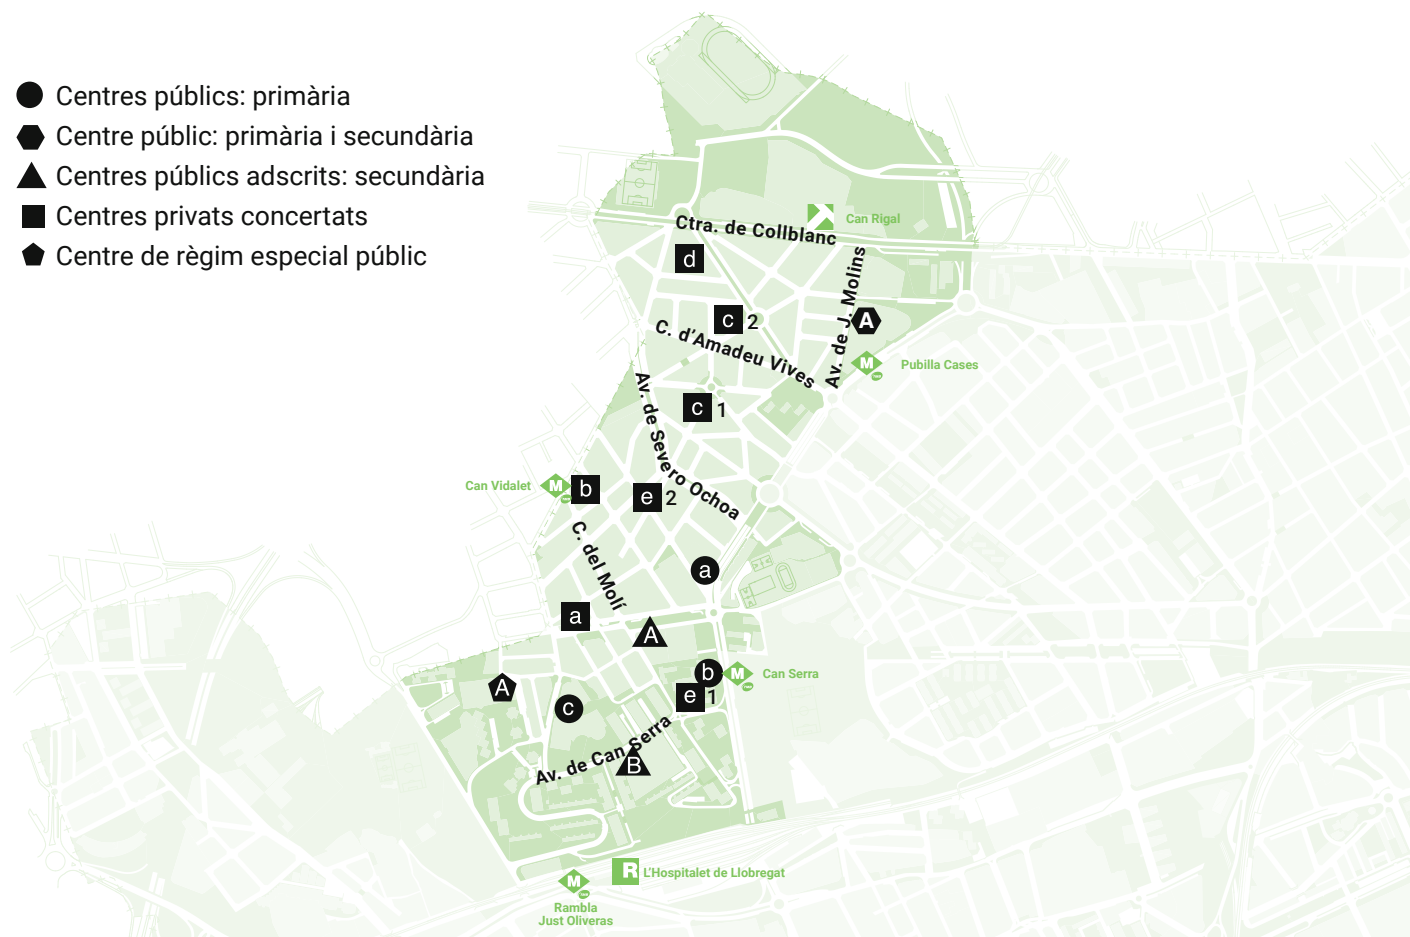 Centres públics: primària
Centre públic: primària i secundària
Centres públics adscrits: secundària
Centres privats concertats
Centre de règim especial públic
Ctra. de Collblanc
Can Rigal
d
Av. de J. Molins
c 2
A
C. d'Amadeu Vives
M
Pubilla Cases
c 1
Av. de Severo Ochoa
Can Vidalet
M
b
e 2
C. del Molí
a
a
A
b
M
Can Serra
A
e 1
c
Av. de Can Serra
B
R
L'Hospitalet de Llobregat
M
Rambla
Just Oliveras